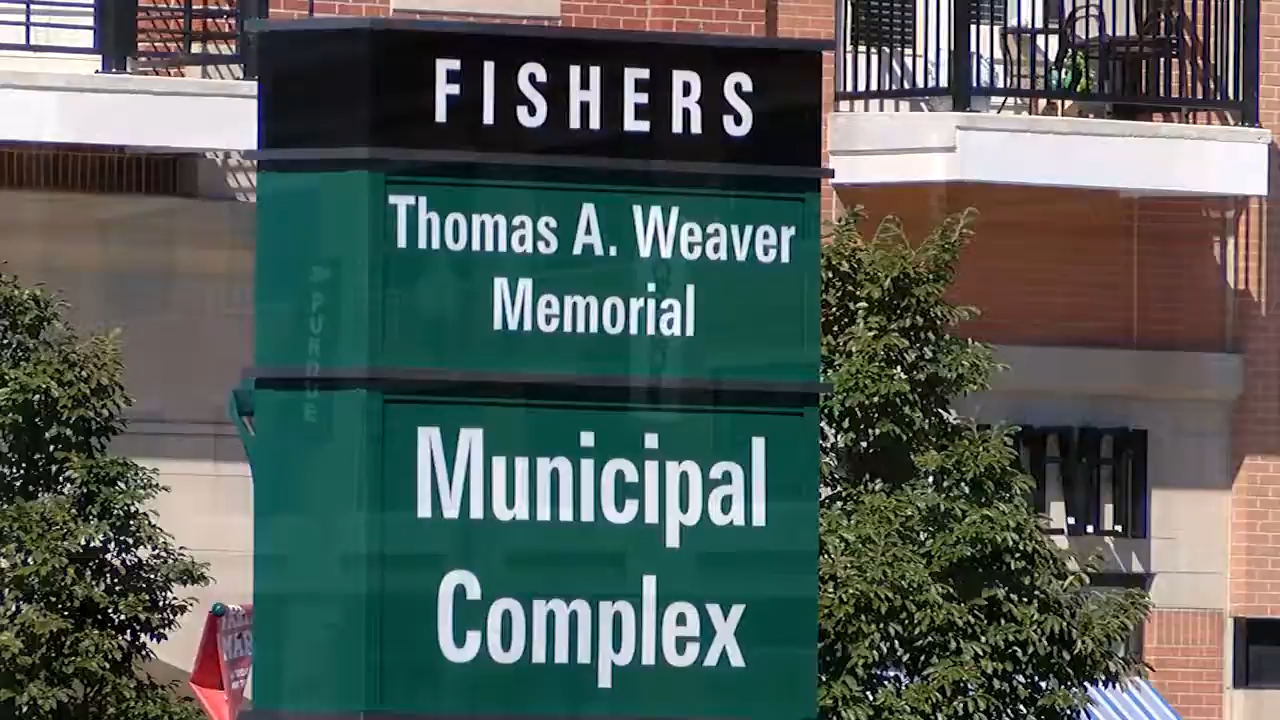 FISHERS
Thomas A. Weaver
Memorial
Municipal
Complex